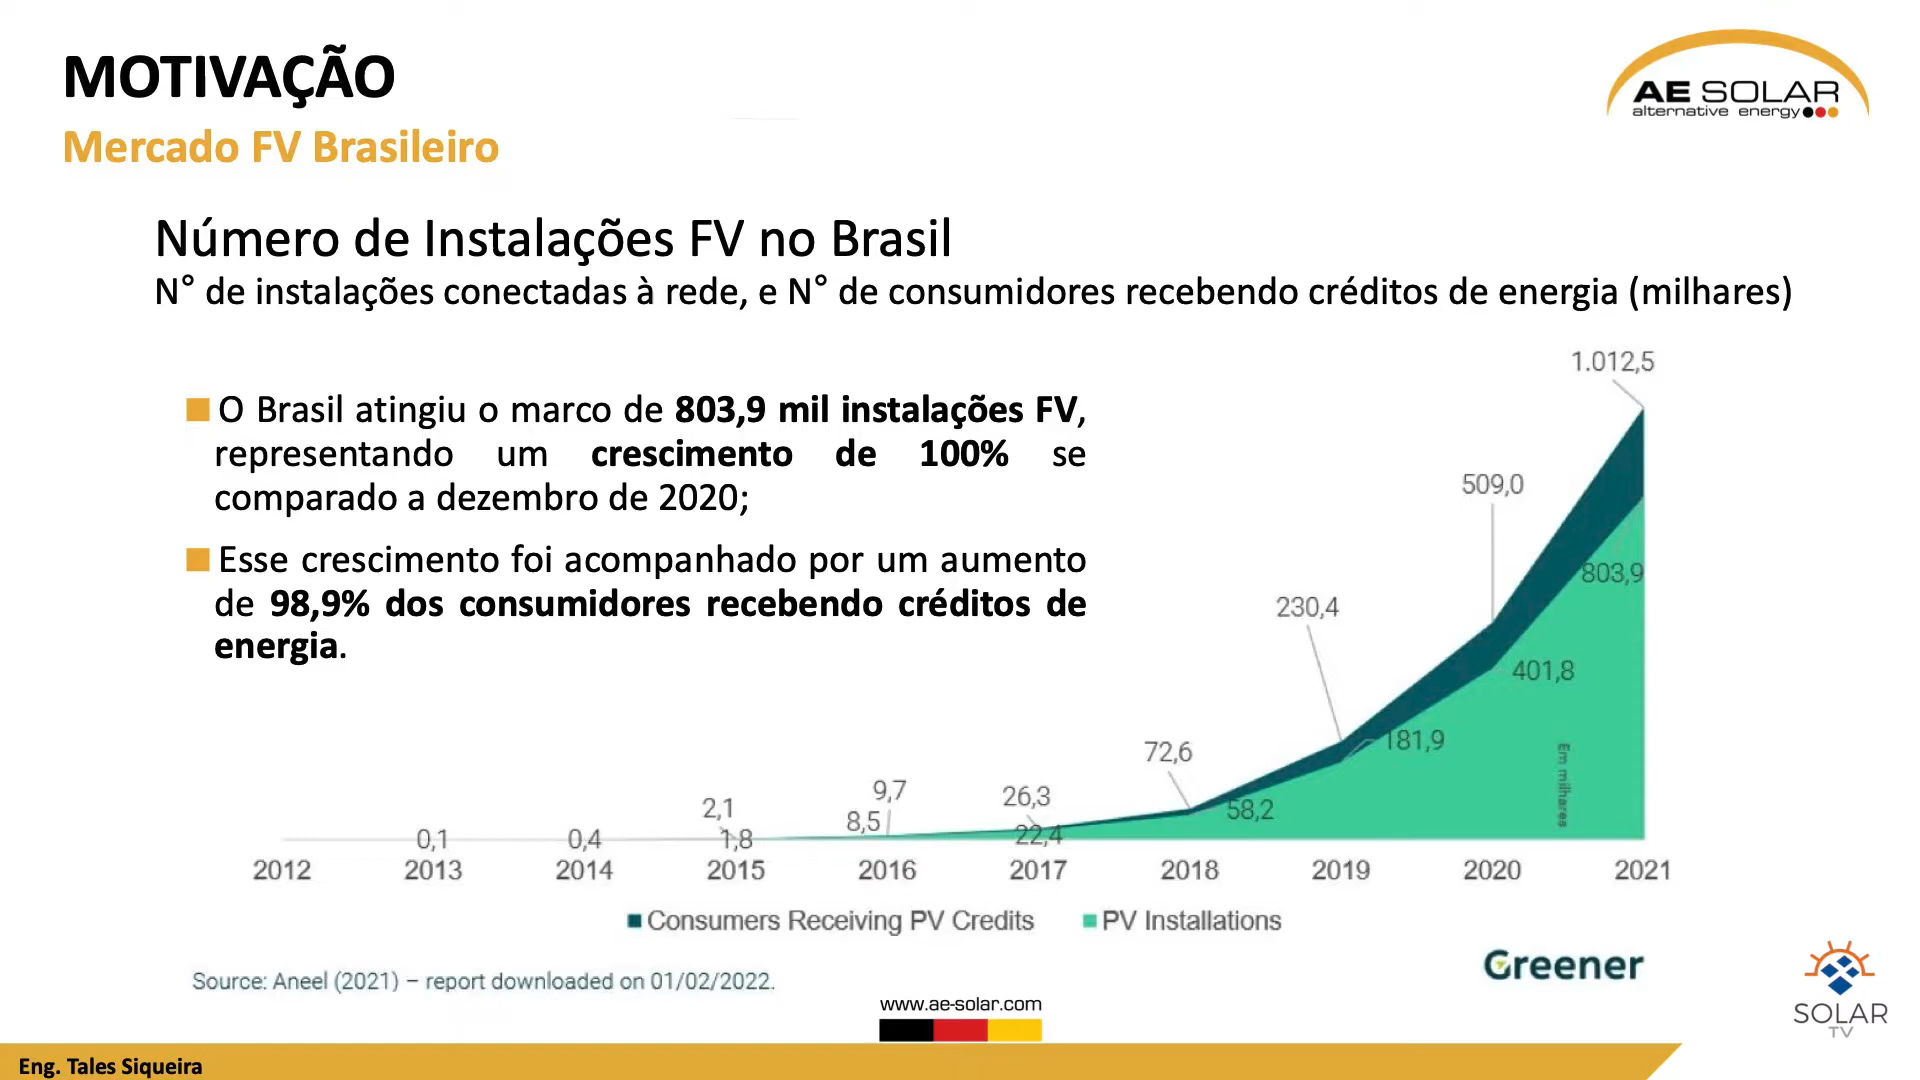 MOTIVAÇÃO
Mercado FV Brasileiro
AE SOLAR
alternative energy
Número de Instalações FV no Brasil
N° de instalações conectadas à rede, e N° de consumidores recebendo créditos de energia (milhares)
O Brasil atingiu o marco de 803,9 mil instalações FV,
representando um crescimento de 100% se
comparado a dezembro de 2020;
Esse crescimento foi acompanhado por um aumento
de 98,9% dos consumidores recebendo créditos de
energia.
1.012,5
509,0
803,9
230,4
401,8
181,9
72,6
58,2
26,3
22,4
9,7
8,5
2,1
1,8
0,4
0,1
Em milhares
2012 2013 2014 2015 2016 2017 2018 2019 2020 2021
Consumers Receiving PV Credits PV Installations
Source: Aneel (2021) – report downloaded on 01/02/2022.
Greener
www.ae-solar.com
SOLAR
TV
Eng. Tales Siqueira